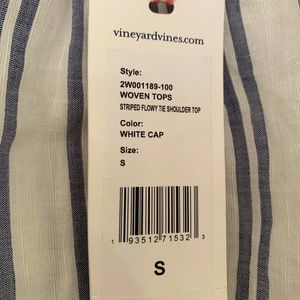 vineyardvines.com
Style:
2W001189-100
WOVEN TOPS
STRIPED FLOWY TIE SHOULDER TOP
Color:
WHITE CAP
Size:
S
1 93512 71532 3
S